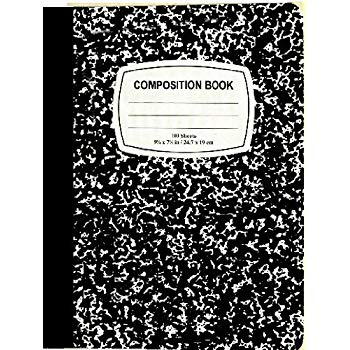 COMPOSITION BOOK
100 Sheets
9¾ x 7½ in / 24.7 x 19 cm